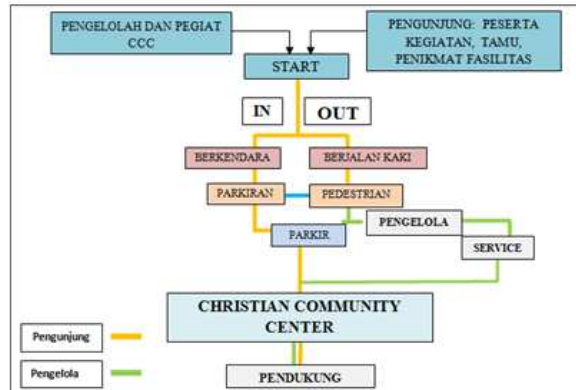 PENGELOLAH DAN PEGIAT
CCC
PENGUNJUNG: PESERTA
KEGIATAN, TAMU,
PENIKMAT FASILITAS
START
IN
OUT
BERKENDARA
BERJALAN KAKI
PARKIRAN
PEDESTRIAN
PENGELOLA
PARKIR
SERVICE
CHRISTIAN COMMUNITY
CENTER
Pengunjung
Pengelola
PENDUKUNG